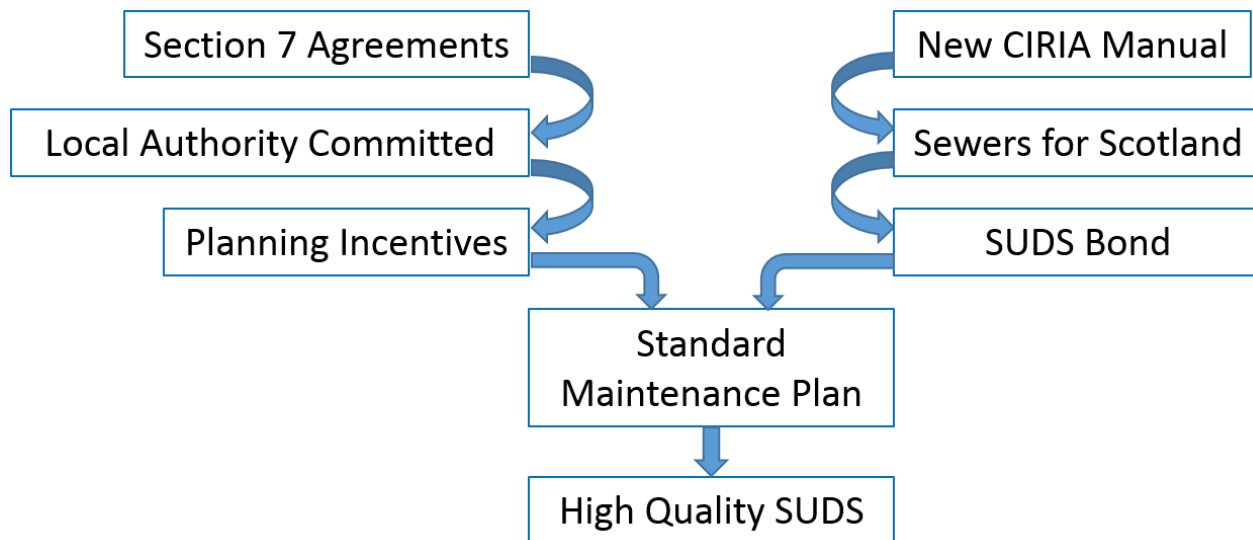 Section 7 Agreements
New CIRIA Manual
Local Authority Committed
Sewers for Scotland
Planning Incentives
SUDS Bond
Standard
Maintenance Plan
High Quality SUDS